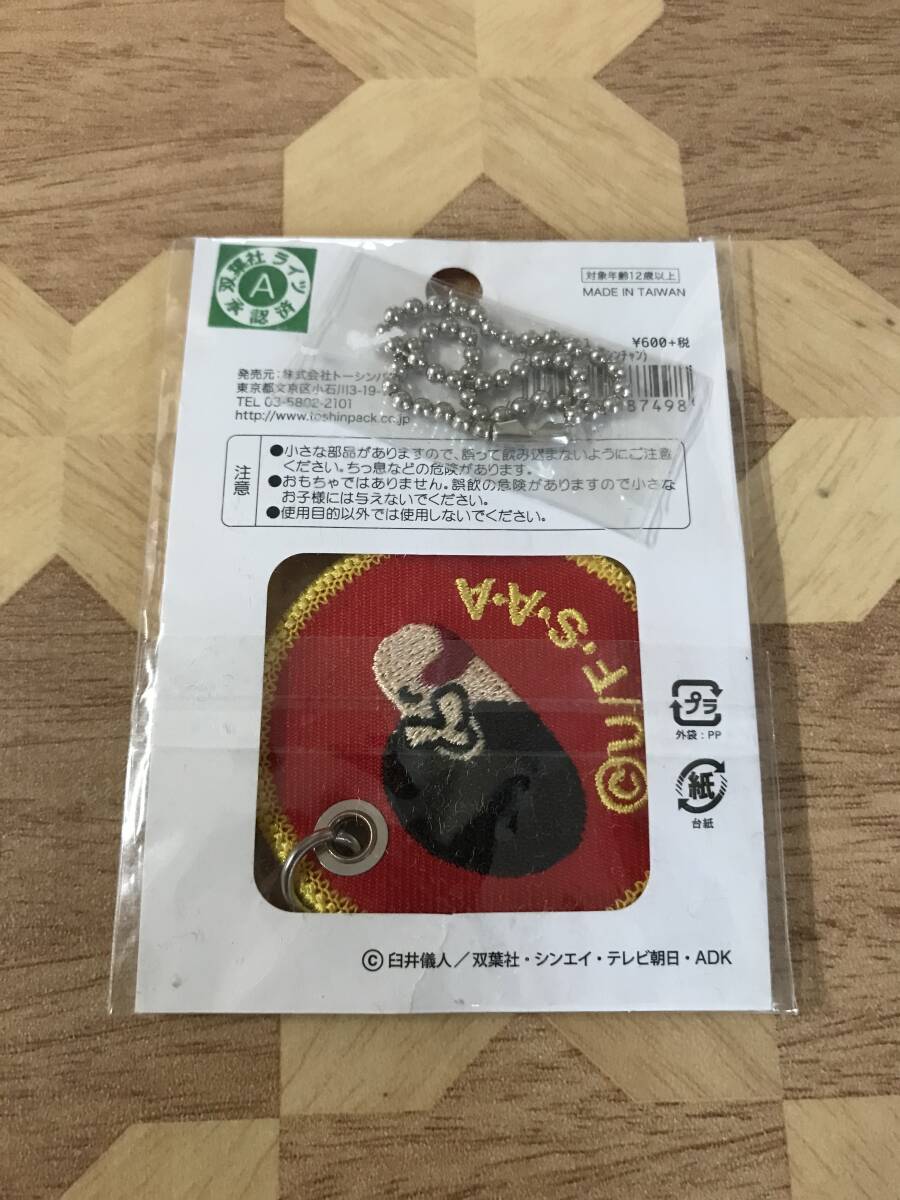 双葉社 ライツ
A
承認済
対象年齢12歳以上
MADE IN TAIWAN
¥600+税
ンチャン)
発売元:株式会社トーシンパ
東京都文京区小石川3-19-
TEL 03-5802-2101
http://www.toshinpack.co.jp
87498
注意
●小さな部品がありますので、誤って飲み込まないようにご注意
ください。ちっ息などの危険があります。
●おもちゃではありません。誤飲の危険がありますので小さな
お子様には与えないでください。
●使用目的以外では使用しないでください。
©U/F・S・A・A
プラ
外袋:PP
紙
台紙
©臼井儀人/双葉社・シンエイ・テレビ朝日・ADK